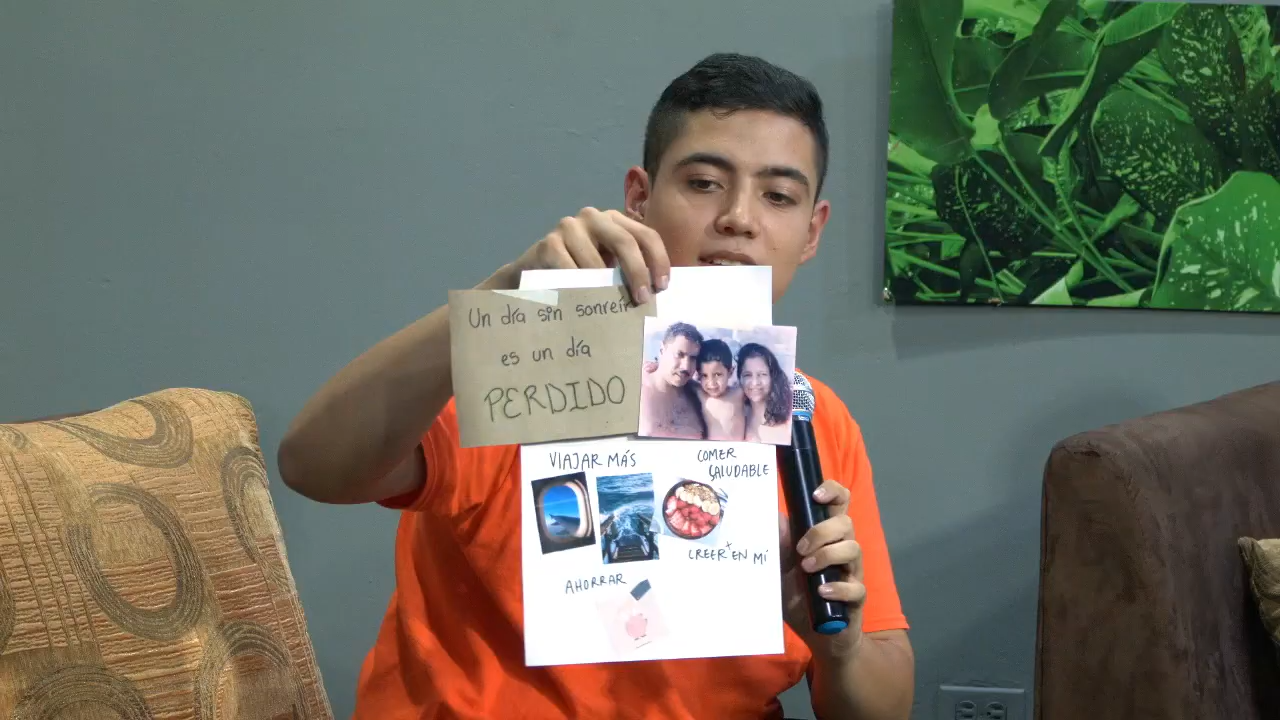 Un día sin sonreír
es un día
PERDIDO
VIAJAR MÁS
COMER
SALUDABLE
CREER + EN MÍ
AHORRAR